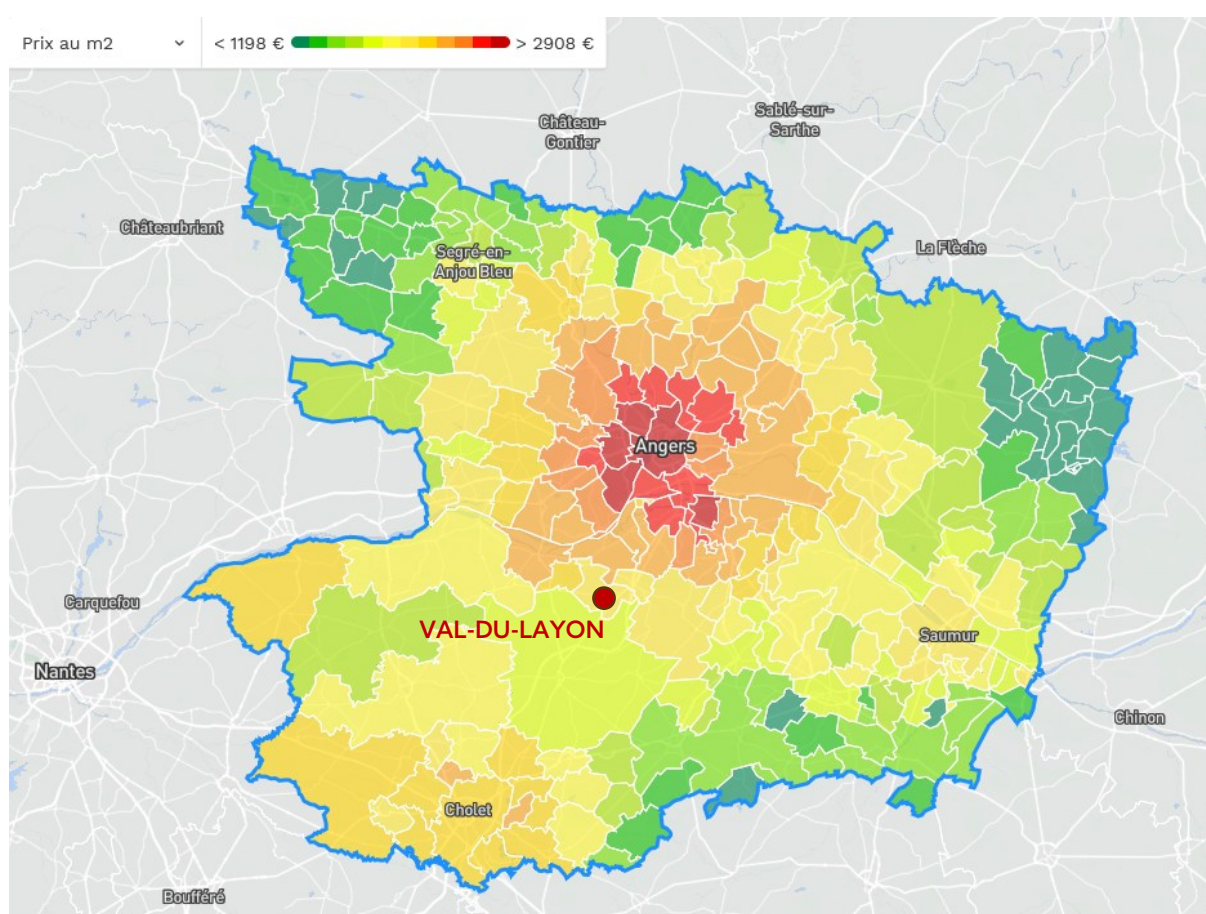 Prix au m2
< 1198 €
> 2908 €
Château-
Gontier
Sablé-sur-
Sarthe
Châteaubriant
Segré-en-
Anjou Bleu
La Flèche
Angers
Carquefou
VAL-DU-LAYON
Saumur
Nantes
Chinon
Cholet
Boufféré